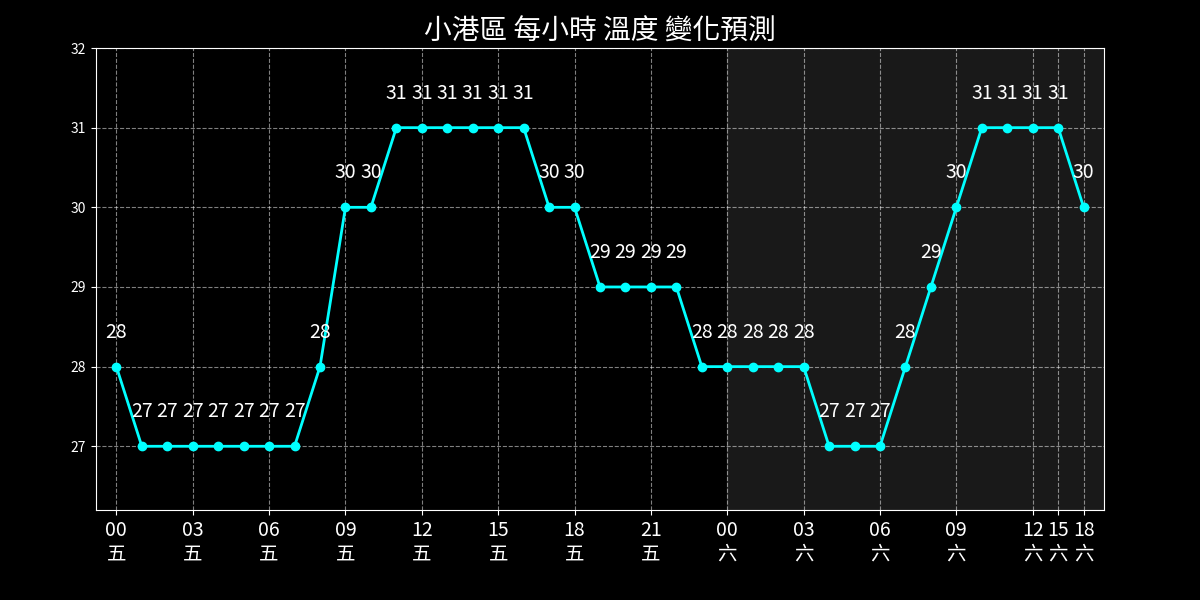 小港區 每小時 溫度 變化預測
32
31 31 31 31 31 31 31 31 31 31
31
30 30 30 30 30 30
30
29 29 29 29 29
29
28 28 28 28 28 28 28 28
28
27 27 27 27 27 27 27 27 27 27
27
00 03 06 09 12 15 18 21 00 03 06 09 12 15 18
五 五 五 五 五 五 五 五 六 六 六 六 六 六 六